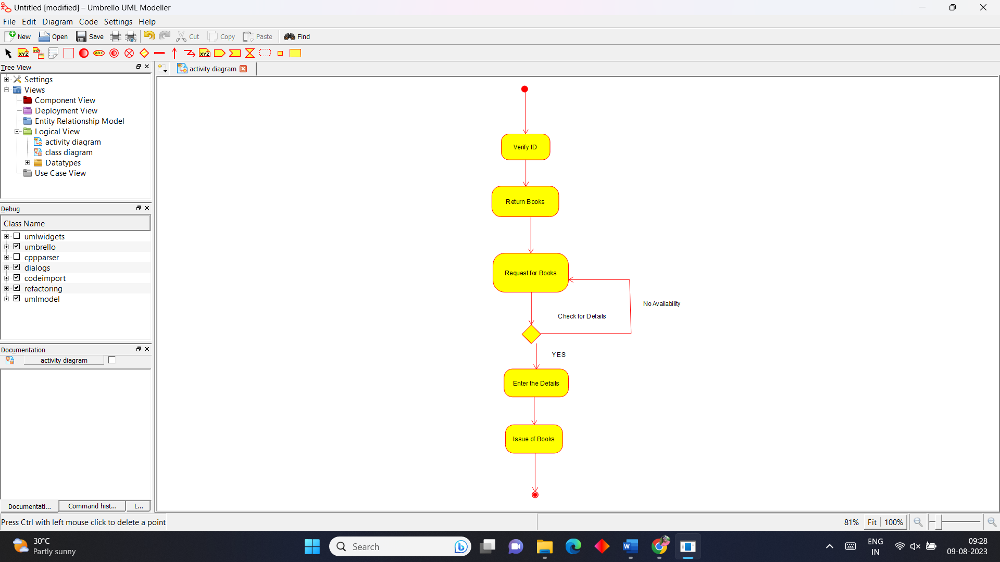 Untitled [modified] – Umbrello UML Modeller
File Edit Diagram Code Settings Help
New Open Save Cut Copy Paste Find
XYZ XYZ ABC XYZ
Tree View
activity diagram
Settings
Views
Component View
Deployment View
Entity Relationship Model
Logical View
activity diagram
class diagram
Datatypes
Use Case View
Debug
Class Name
umlwidgets
umbrello
cppparser
dialogs
codeimport
refactoring
umlmodel
Documentation
activity diagram
Documentati... Command hist... L...
Verify ID
Return Books
Request for Books
No Availability
Check for Details
YES
Enter the Details
Issue of Books
Press Ctrl with left mouse click to delete a point
81% Fit 100%
30°C
Partly sunny
Search
ENG
IN
09:28
09-08-2023